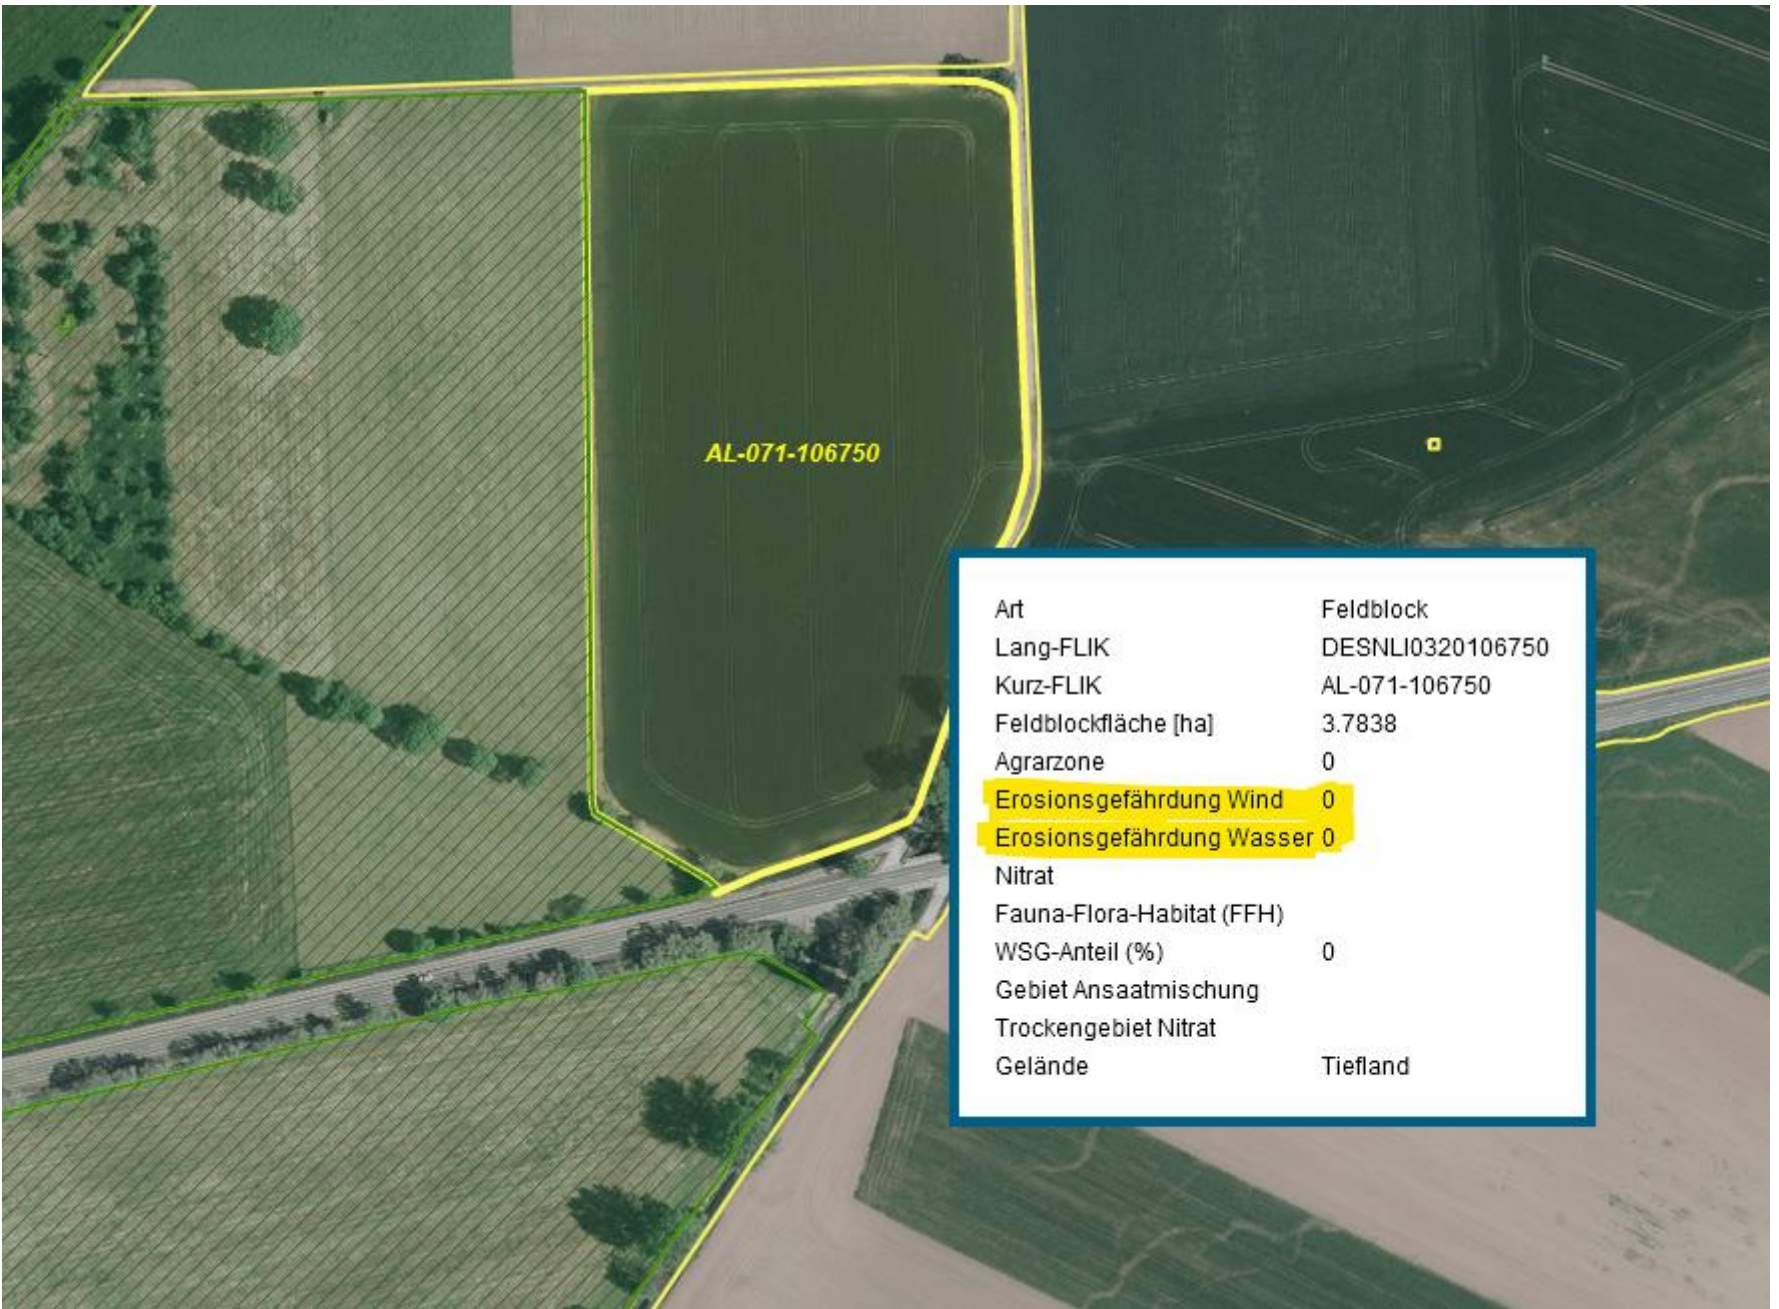 AL-071-106750
Art Feldblock
Lang-FLIK DESNLI0320106750
Kurz-FLIK AL-071-106750
Feldblockfläche [ha] 3.7838
Agrarzone 0
Erosionsgefährdung Wind 0
Erosionsgefährdung Wasser 0
Nitrat
Fauna-Flora-Habitat (FFH)
WSG-Anteil (%) 0
Gebiet Ansaatmischung
Trockengebiet Nitrat
Gelände Tiefland